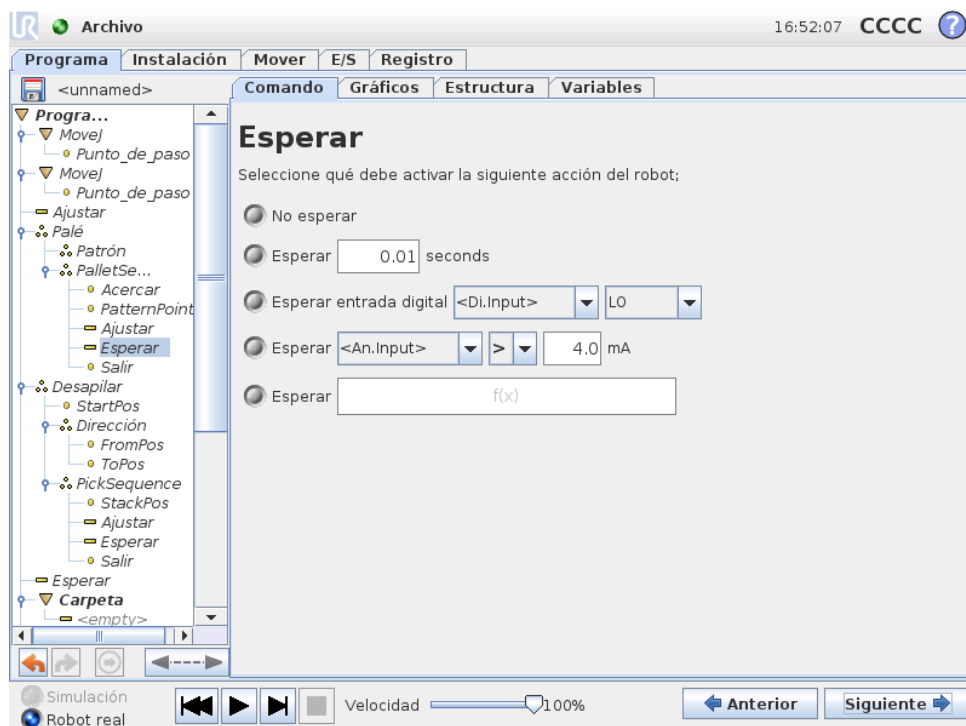 UR Archivo 16:52:07 CCCC ?
Programa Instalación Mover E/S Registro
<unnamed>
Comando Gráficos Estructura Variables
Progra...
MoveJ
Punto_de_paso
MoveJ
Punto_de_paso
Ajustar
Palé
Patrón
PalletSe...
Acercar
PatternPoint
Ajustar
Esperar
Salir
Desapilar
StartPos
Dirección
FromPos
ToPos
PickSequence
StackPos
Ajustar
Esperar
Salir
Esperar
Carpeta
<empty>
Esperar
Seleccione qué debe activar la siguiente acción del robot;
No esperar
Esperar 0.01 seconds
Esperar entrada digital <Di.Input> LO
Esperar <An.Input> > 4.0 mA
Esperar f(x)
Simulación
Robot real
Velocidad 100%
Anterior Siguiente